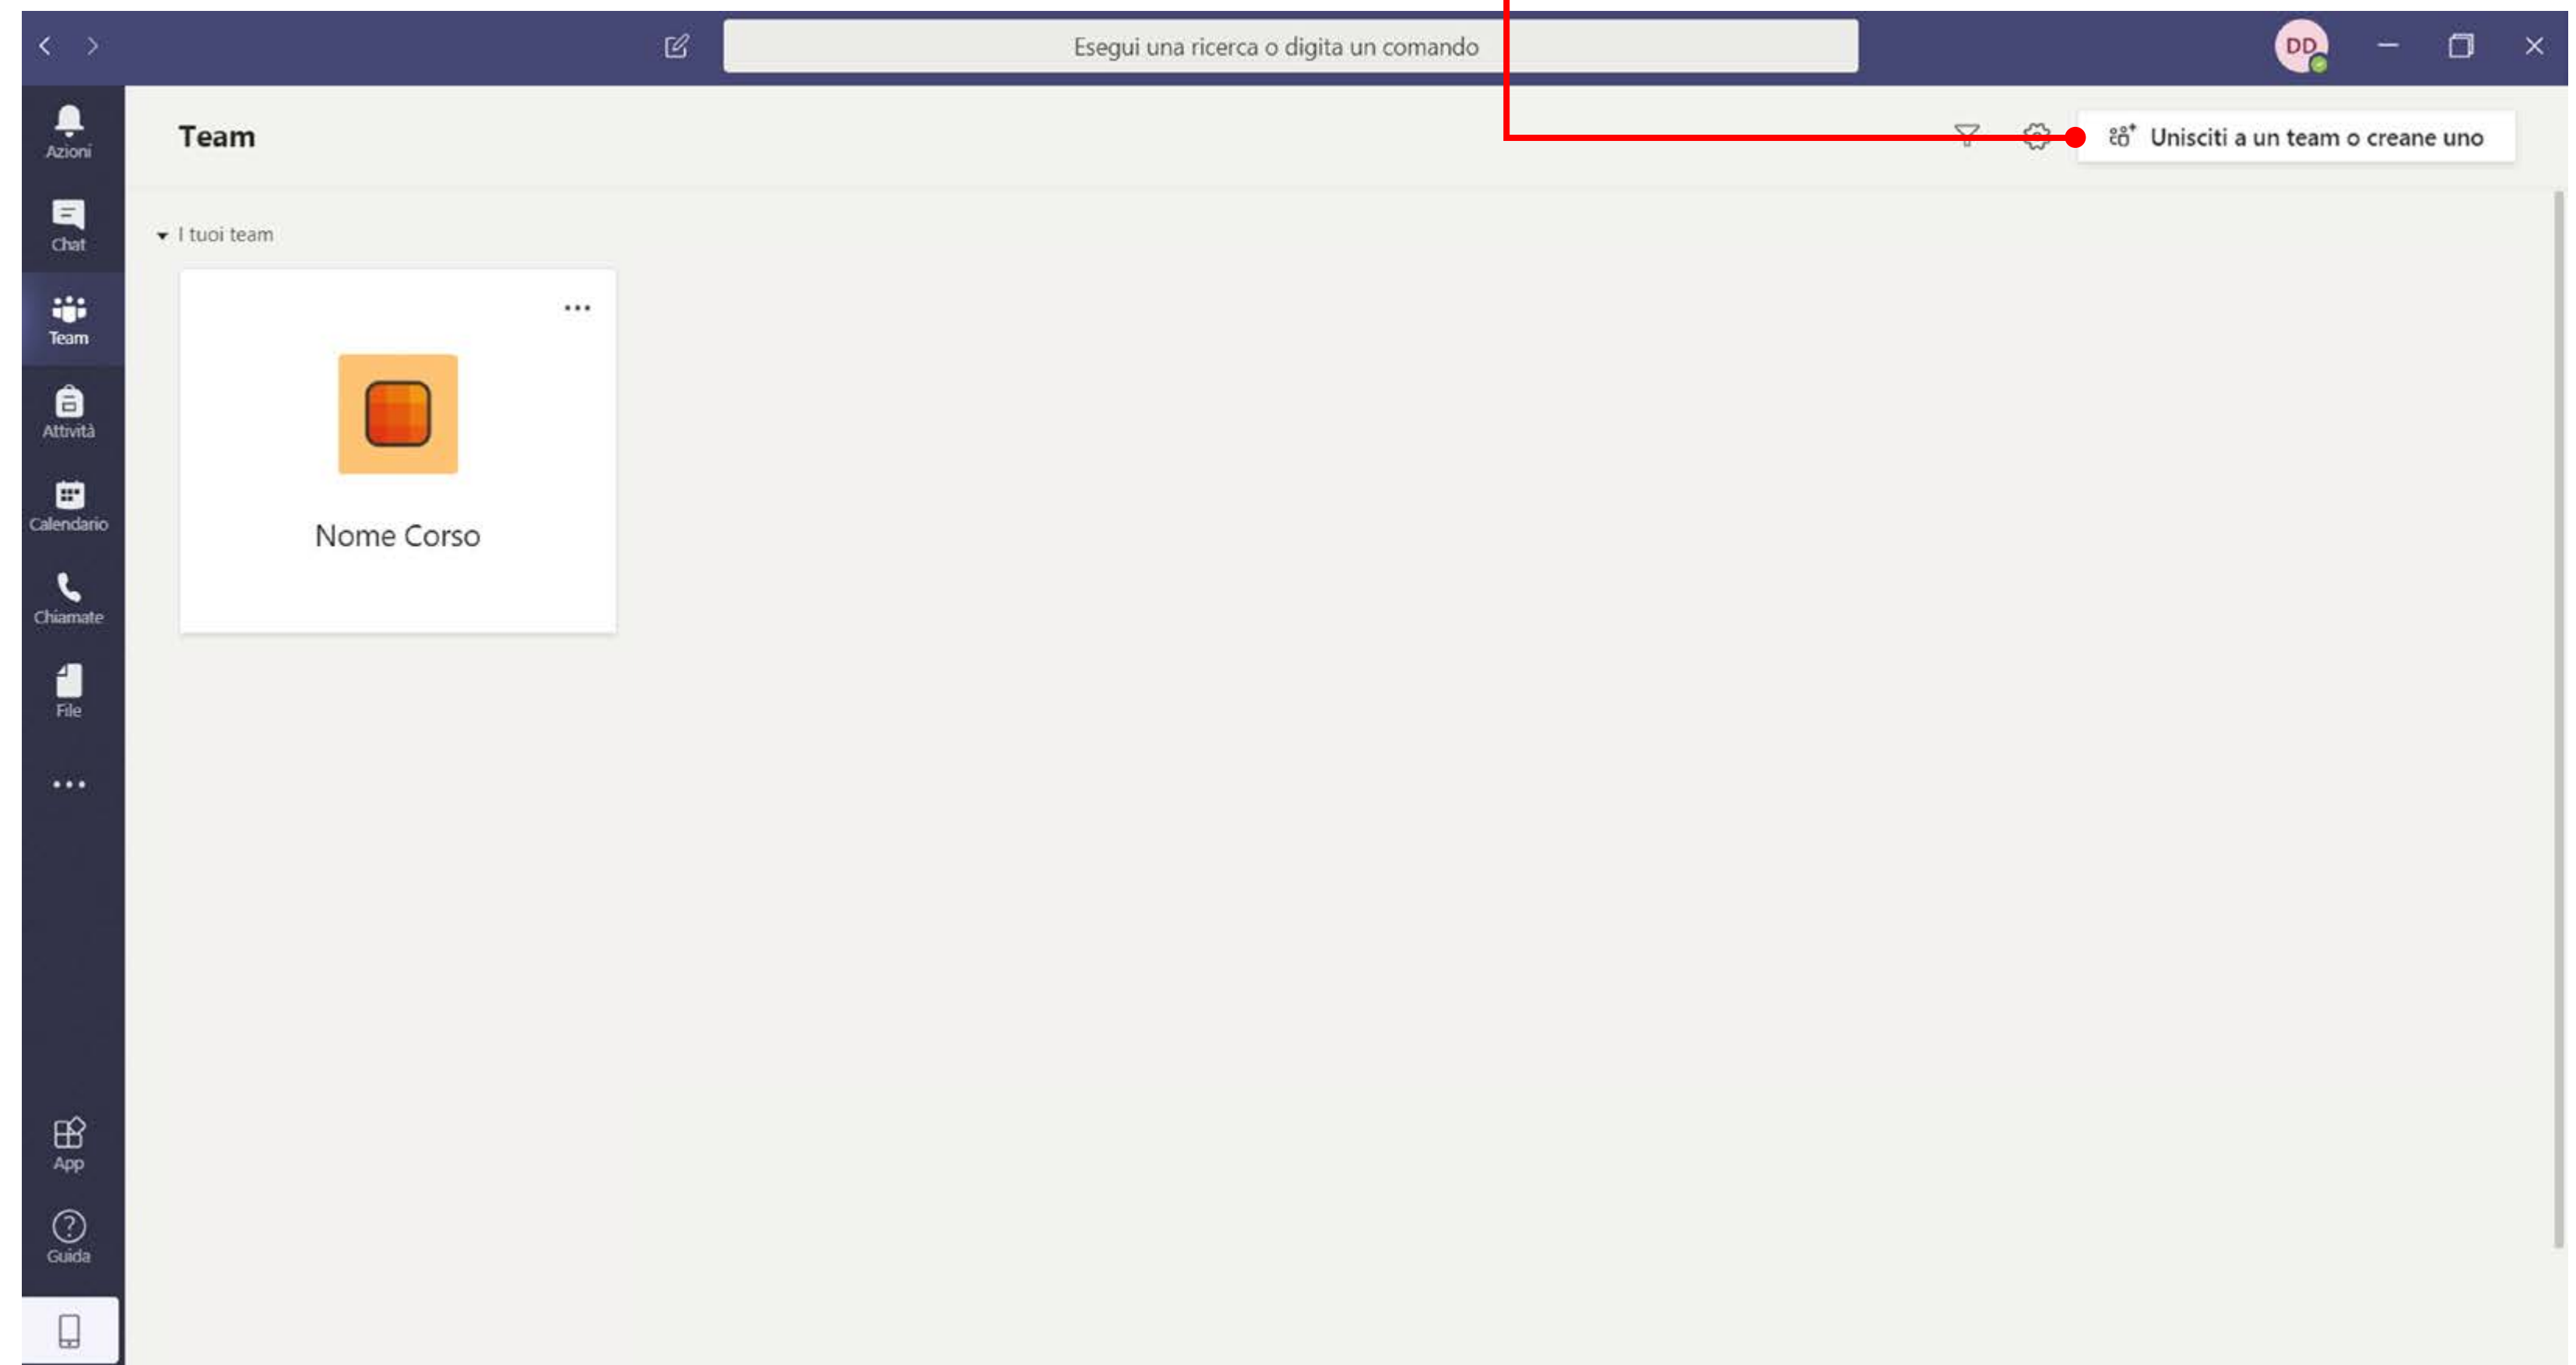 Esegui una ricerca o digita un comando
DD
Azioni
Team
Unisciti a un team o creane uno
Chat
I tuoi team
Team
Attività
Calendario
Nome Corso
Chiamate
File
App
Guida